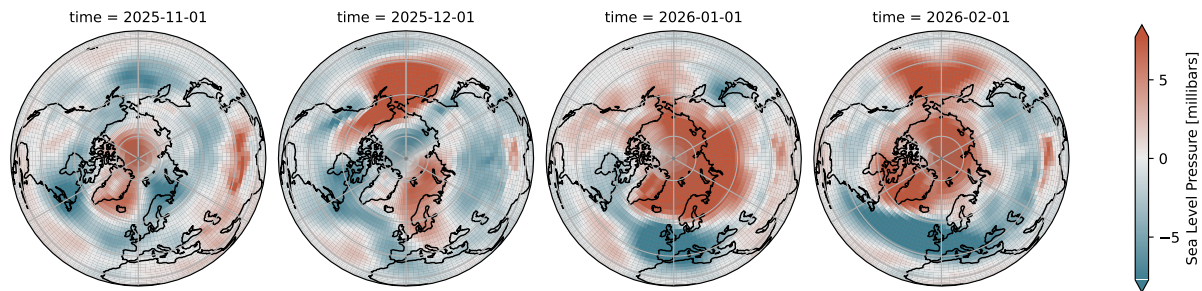 time = 2025-11-01
time = 2025-12-01
time = 2026-01-01
time = 2026-02-01
5
0
−5
Sea Level Pressure [millibars]